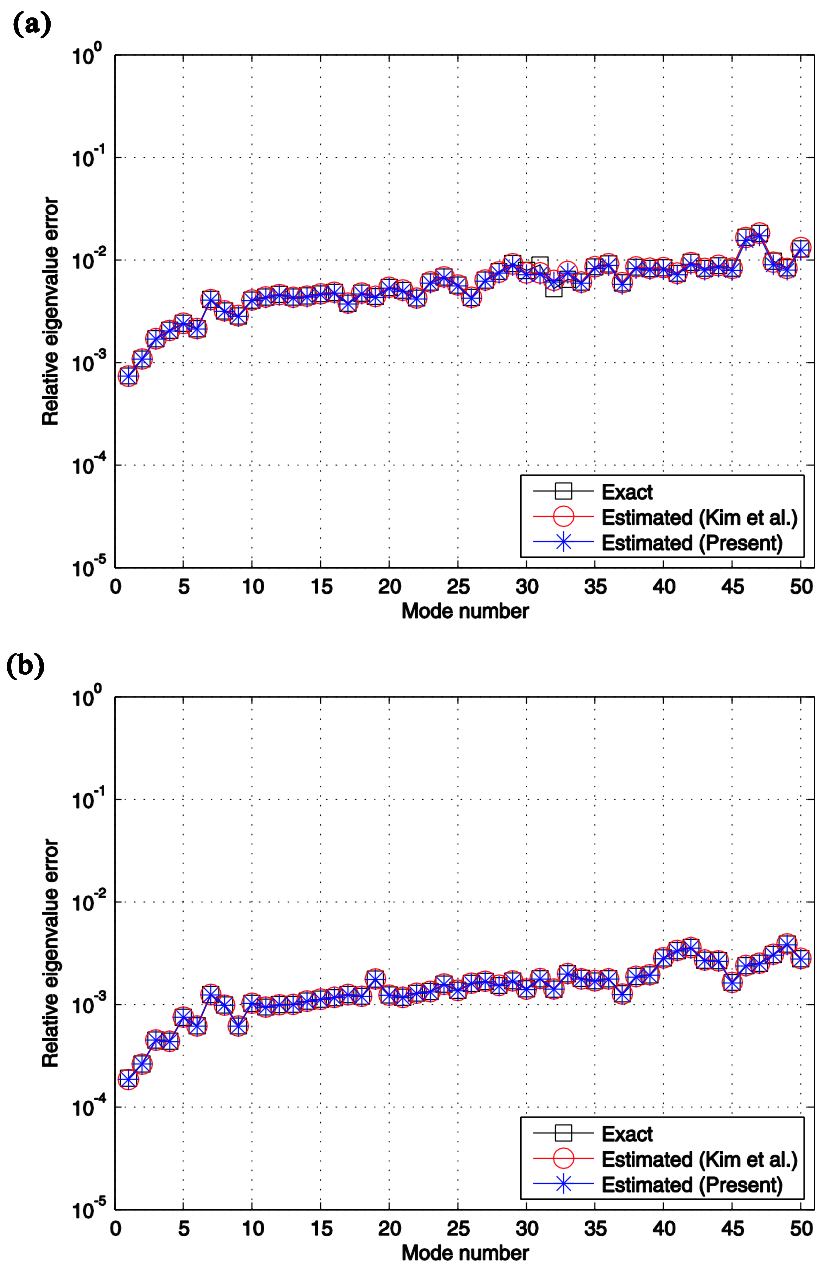 (a)
10^0
10^-1
10^-2
10^-3
10^-4
10^-5
Relative eigenvalue error
0 5 10 15 20 25 30 35 40 45 50
Mode number
Exact
Estimated (Kim et al.)
Estimated (Present)
(b)
10^0
10^-1
10^-2
10^-3
10^-4
10^-5
Relative eigenvalue error
0 5 10 15 20 25 30 35 40 45 50
Mode number
Exact
Estimated (Kim et al.)
Estimated (Present)